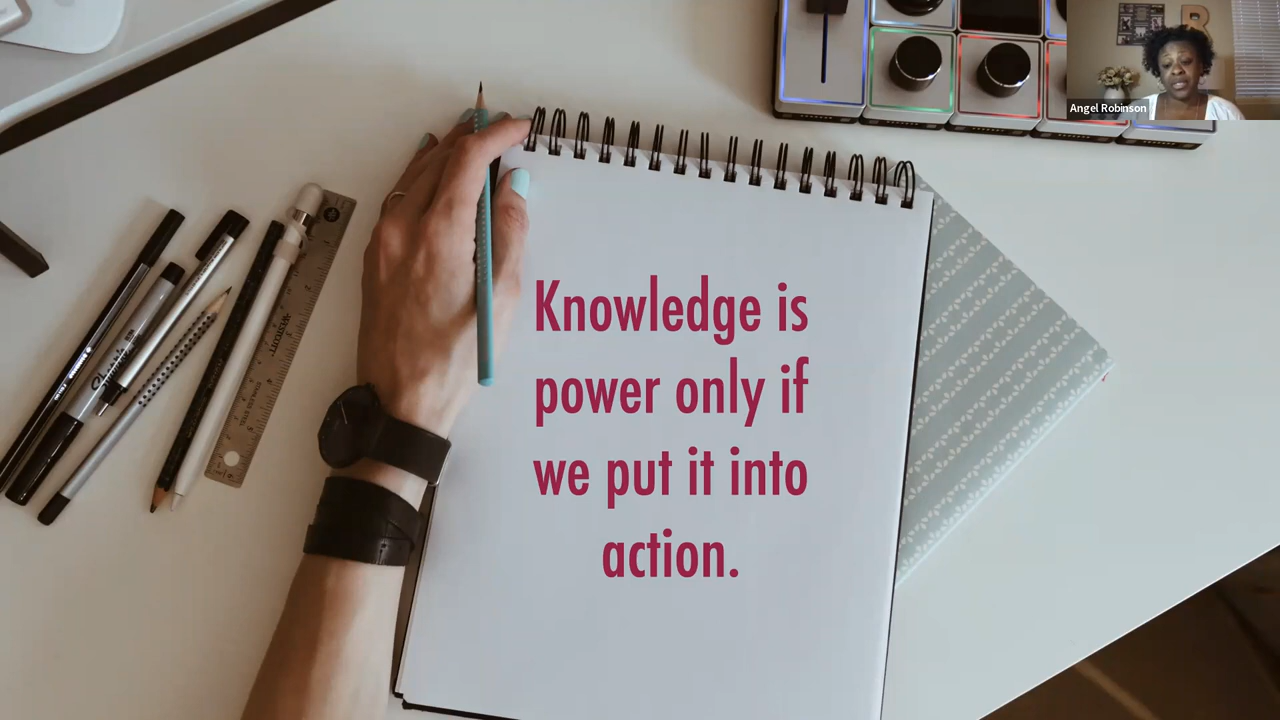 Angel Robinson
Knowledge is
power only if
we put it into
action.